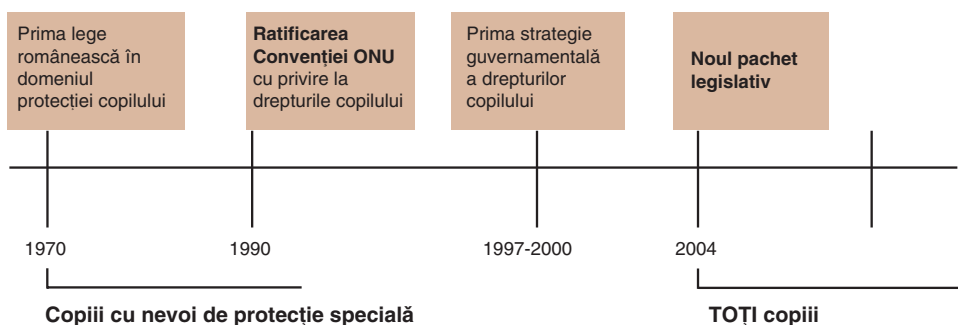 Prima lege
românească în
domeniul
protecției copilului
Ratificarea
Convenției ONU
cu privire la
drepturile copilului
Prima strategie
guvernamentală
a drepturilor
copilului
Noul pachet
legislativ
1970
1990
1997-2000
2004
Copiii cu nevoi de protecție specială
TOȚI copiii